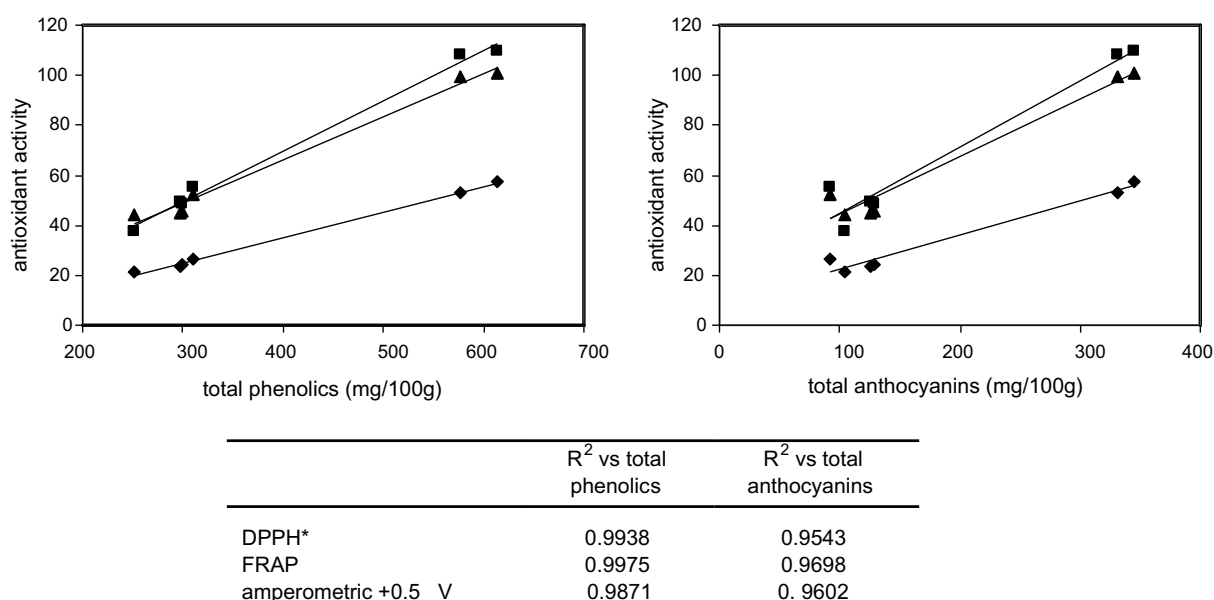 120
100
80
60
40
20
0
antioxidant activity
200 300 400 500 600 700
total phenolics (mg/100g)
120
100
80
60
40
20
0
antioxidant activity
0 100 200 300 400
total anthocyanins (mg/100g)
R² vs total phenolics
R² vs total anthocyanins
DPPH* 0.9938 0.9543
FRAP 0.9975 0.9698
amperometric +0.5 V 0.9871 0. 9602